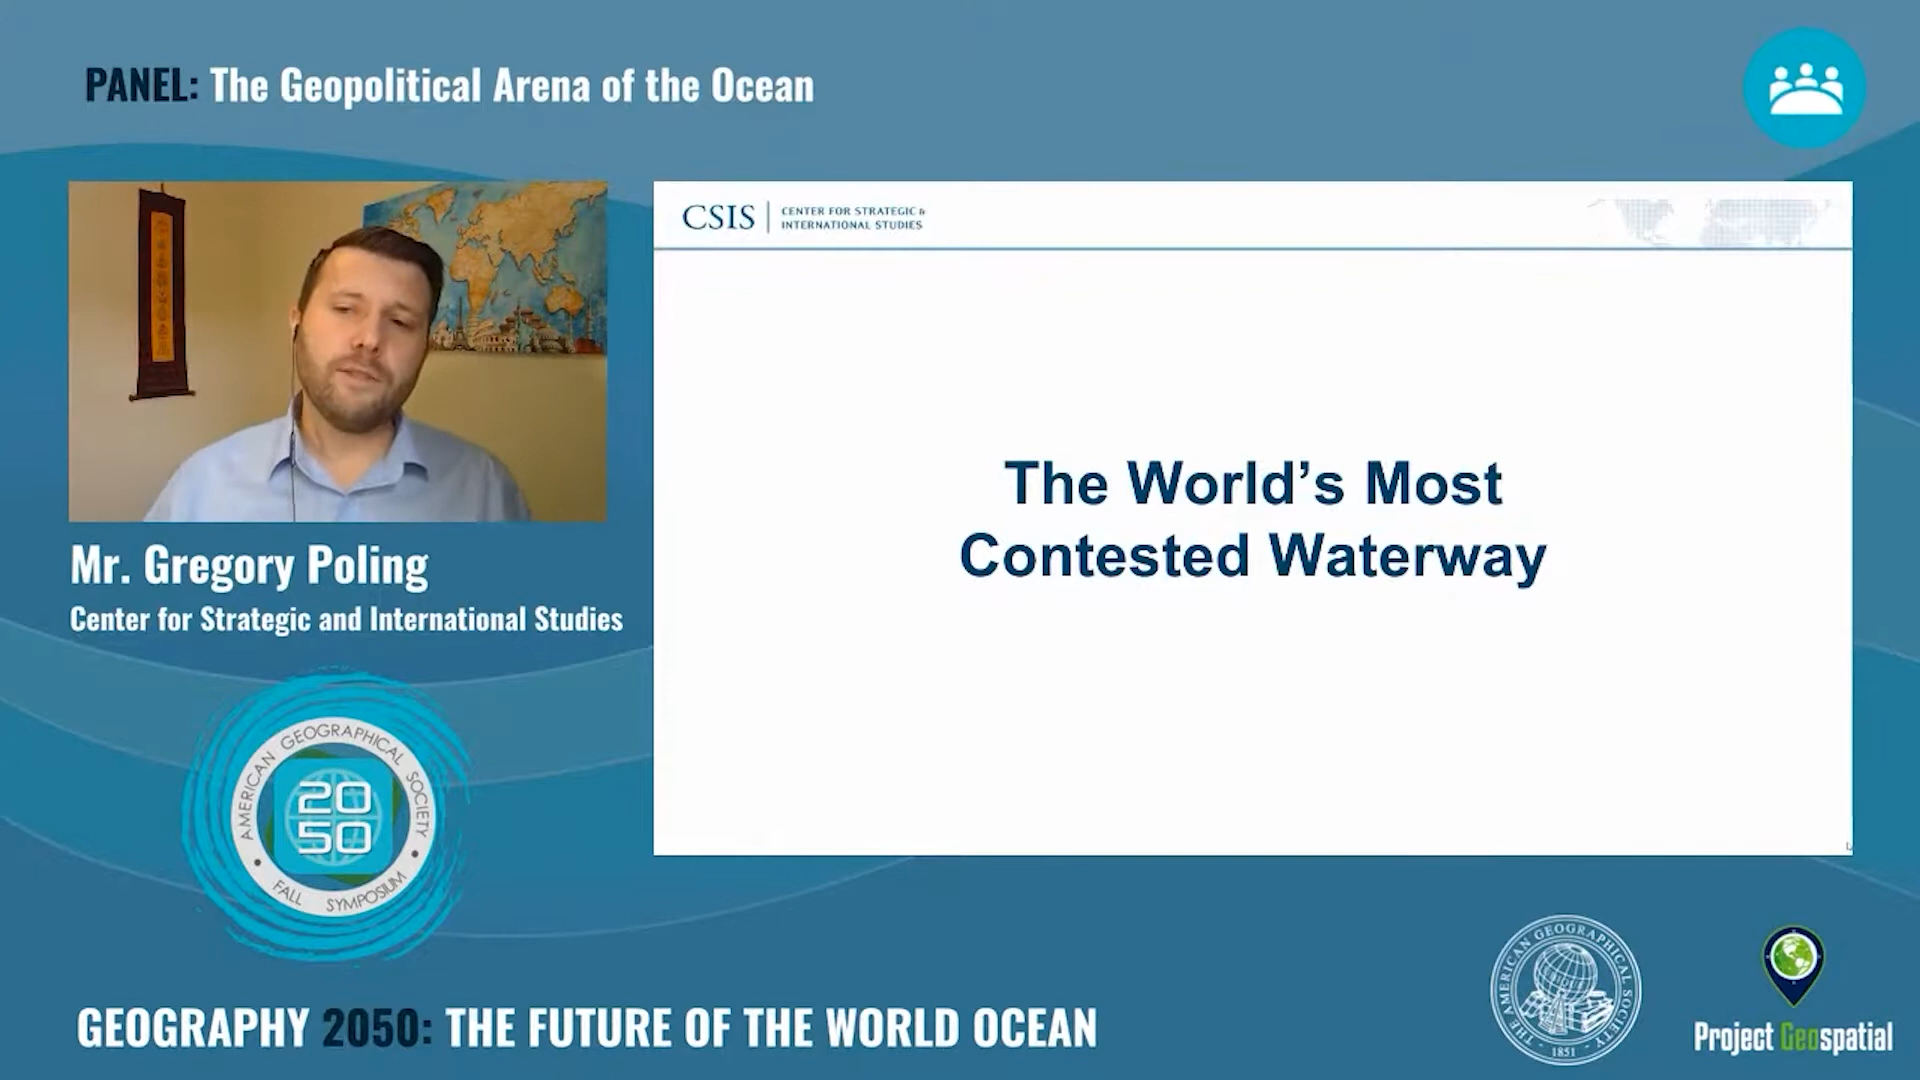 PANEL: The Geopolitical Arena of the Ocean
CSIS
CENTER FOR STRATEGIC &
INTERNATIONAL STUDIES
The World’s Most
Contested Waterway
Mr. Gregory Poling
Center for Strategic and International Studies
AMERICAN GEOGRAPHICAL SOCIETY
20
50
FALL SYMPOSIUM
THE AMERICAN GEOGRAPHICAL SOCIETY
1851
Project Geospatial
GEOGRAPHY 2050: THE FUTURE OF THE WORLD OCEAN